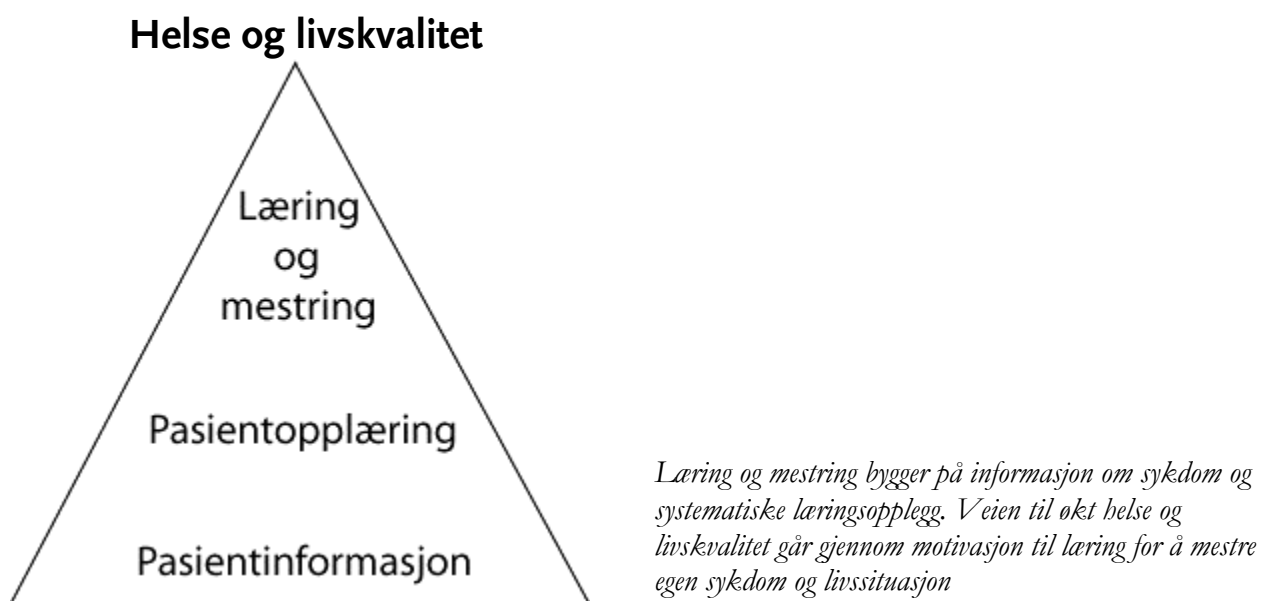 Helse og livskvalitet
Læring
og
mestring
Pasientopplæring
Pasientinformasjon
Læring og mestring bygger på informasjon om sykdom og
systematiske læringsopplegg. Veien til økt helse og
livskvalitet går gjennom motivasjon til læring for å mestre
egen sykdom og livssituasjon